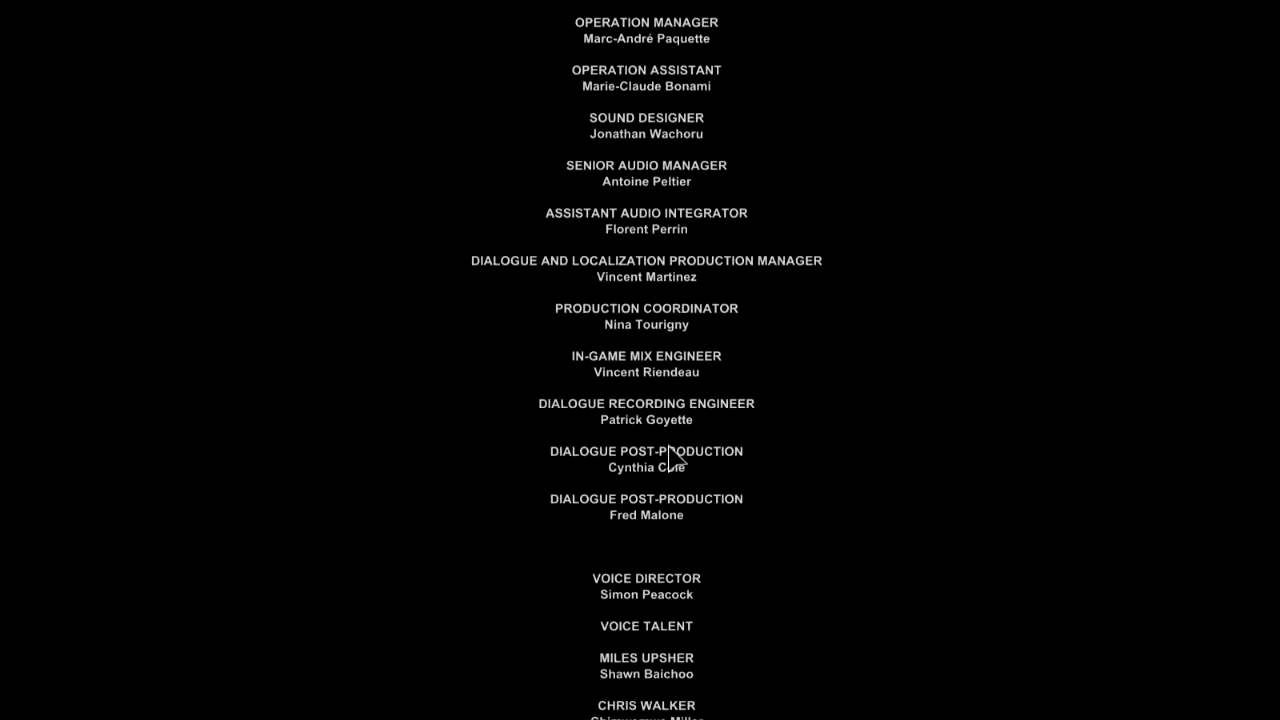 OPERATION MANAGER
Marc-André Paquette
OPERATION ASSISTANT
Marie-Claude Bonami
SOUND DESIGNER
Jonathan Wachoru
SENIOR AUDIO MANAGER
Antoine Peltier
ASSISTANT AUDIO INTEGRATOR
Florent Perrin
DIALOGUE AND LOCALIZATION PRODUCTION MANAGER
Vincent Martinez
PRODUCTION COORDINATOR
Nina Tourigny
IN-GAME MIX ENGINEER
Vincent Riendeau
DIALOGUE RECORDING ENGINEER
Patrick Goyette
DIALOGUE POST-PRODUCTION
Cynthia
DIALOGUE POST-PRODUCTION
Fred Malone
VOICE DIRECTOR
Simon Peacock
VOICE TALENT
MILES UPSHER
Shawn Baichoo
CHRIS WALKER